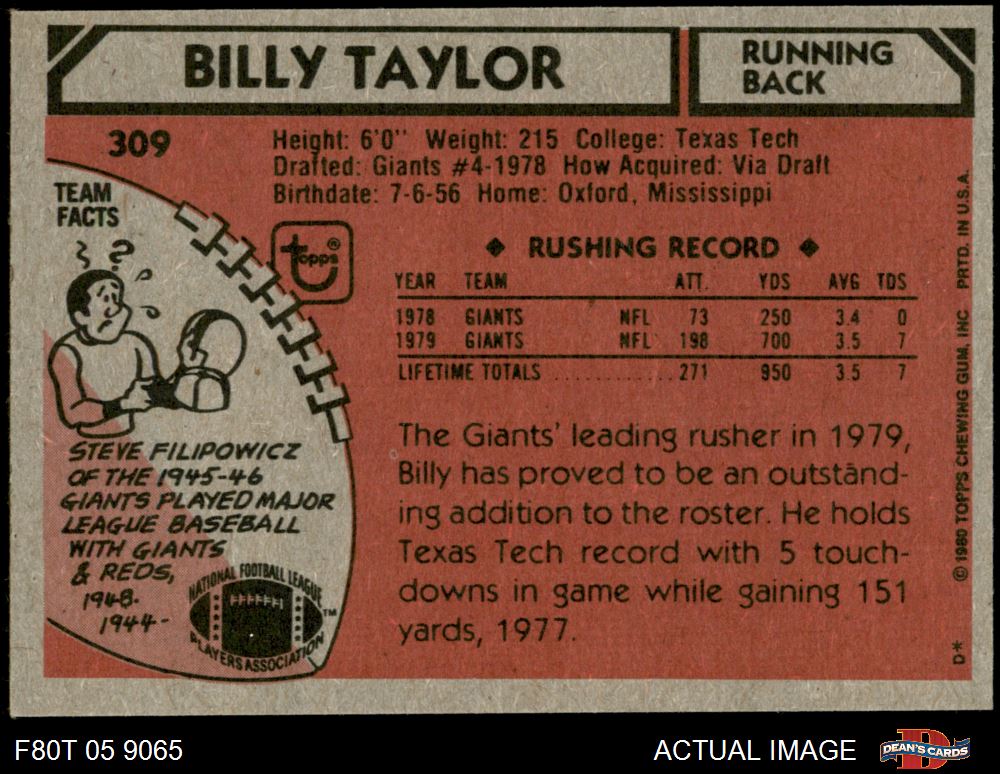 BILLY TAYLOR
RUNNING
BACK
309
Height: 6'0" Weight: 215 College: Texas Tech
Drafted: Giants #4-1978 How Acquired: Via Draft
Birthdate: 7-6-56 Home: Oxford, Mississippi
TEAM
FACTS
? ?
topps®
◆ RUSHING RECORD ◆
YEAR TEAM ATT. YDS AVG TDS
1978 GIANTS NFL 73 250 3.4 0
1979 GIANTS NFL 198 700 3.5 7
LIFETIME TOTALS ............ 271 950 3.5 7
The Giants' leading rusher in 1979,
Billy has proved to be an outstand-
ing addition to the roster. He holds
Texas Tech record with 5 touch-
downs in game while gaining 151
yards, 1977.
STEVE FILIPOWICZ
OF THE 1945-46
GIANTS PLAYED MAJOR
LEAGUE BASEBALL
WITH GIANTS
& REDS,
1948.
1944-
NATIONAL FOOTBALL LEAGUE
PLAYERS ASSOCIATION
TM
D* © 1980 TOPPS CHEWING GUM, INC PRTD. IN U.S.A.
F80T 05 9065
ACTUAL IMAGE
D
DEAN'S CARDS